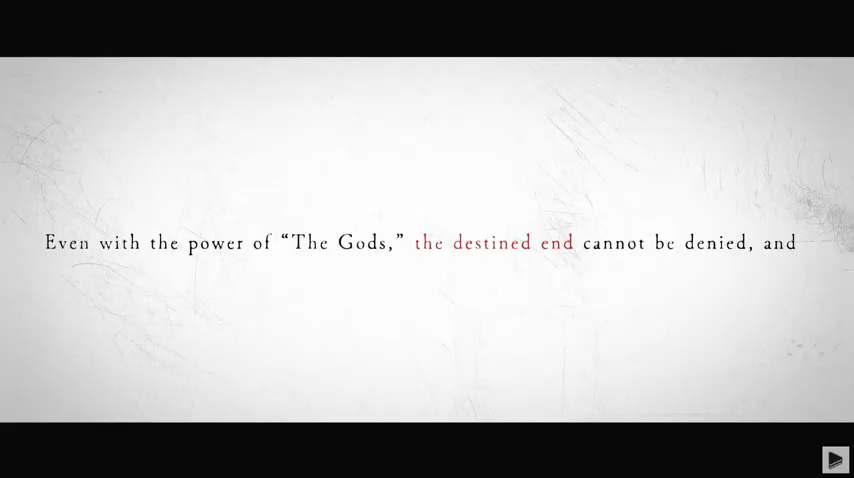 Even with the power of “The Gods,” the destined end cannot be denied, and